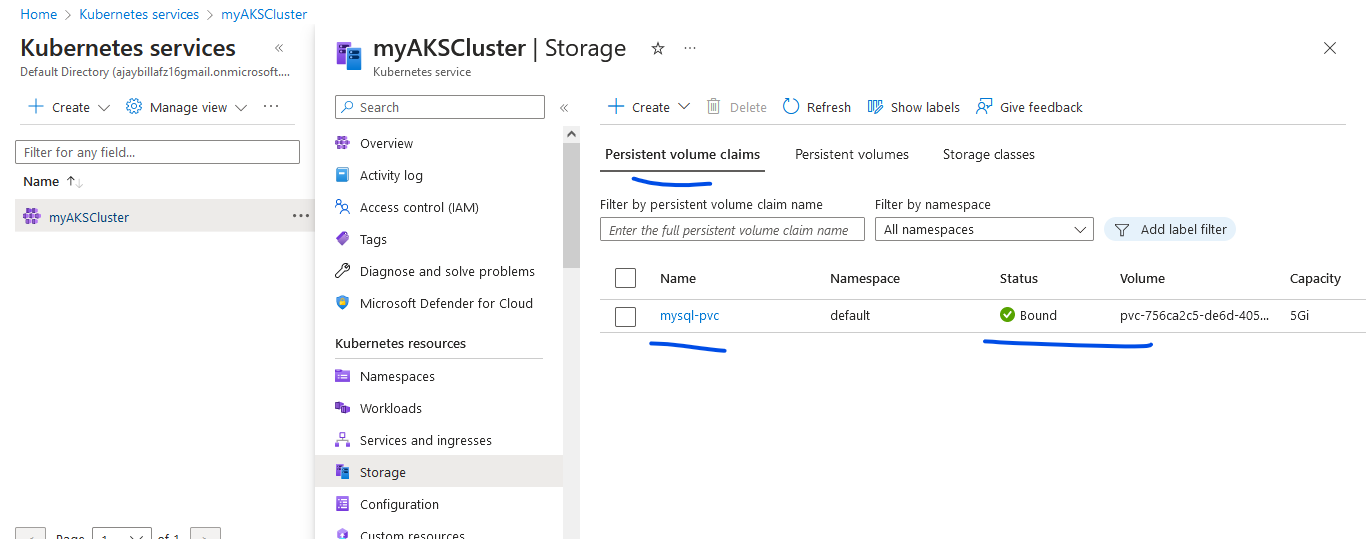 Home > Kubernetes services > myAKSCluster
Kubernetes services «
Default Directory (ajaybillafz16gmail.onmicrosoft....
Create Manage view ...
Filter for any field...
Name ↑↓
myAKSCluster ...
Page 1 of 1
myAKSCluster | Storage ...
Kubernetes service
Search «
Overview
Activity log
Access control (IAM)
Tags
Diagnose and solve problems
Microsoft Defender for Cloud
Kubernetes resources
Namespaces
Workloads
Services and ingresses
Storage
Configuration
Custom resources
Create Delete Refresh Show labels Give feedback
Persistent volume claims Persistent volumes Storage classes
Filter by persistent volume claim name Filter by namespace
Enter the full persistent volume claim name All namespaces Add label filter
Name Namespace Status Volume Capacity
mysql-pvc default Bound pvc-756ca2c5-de6d-405... 5Gi